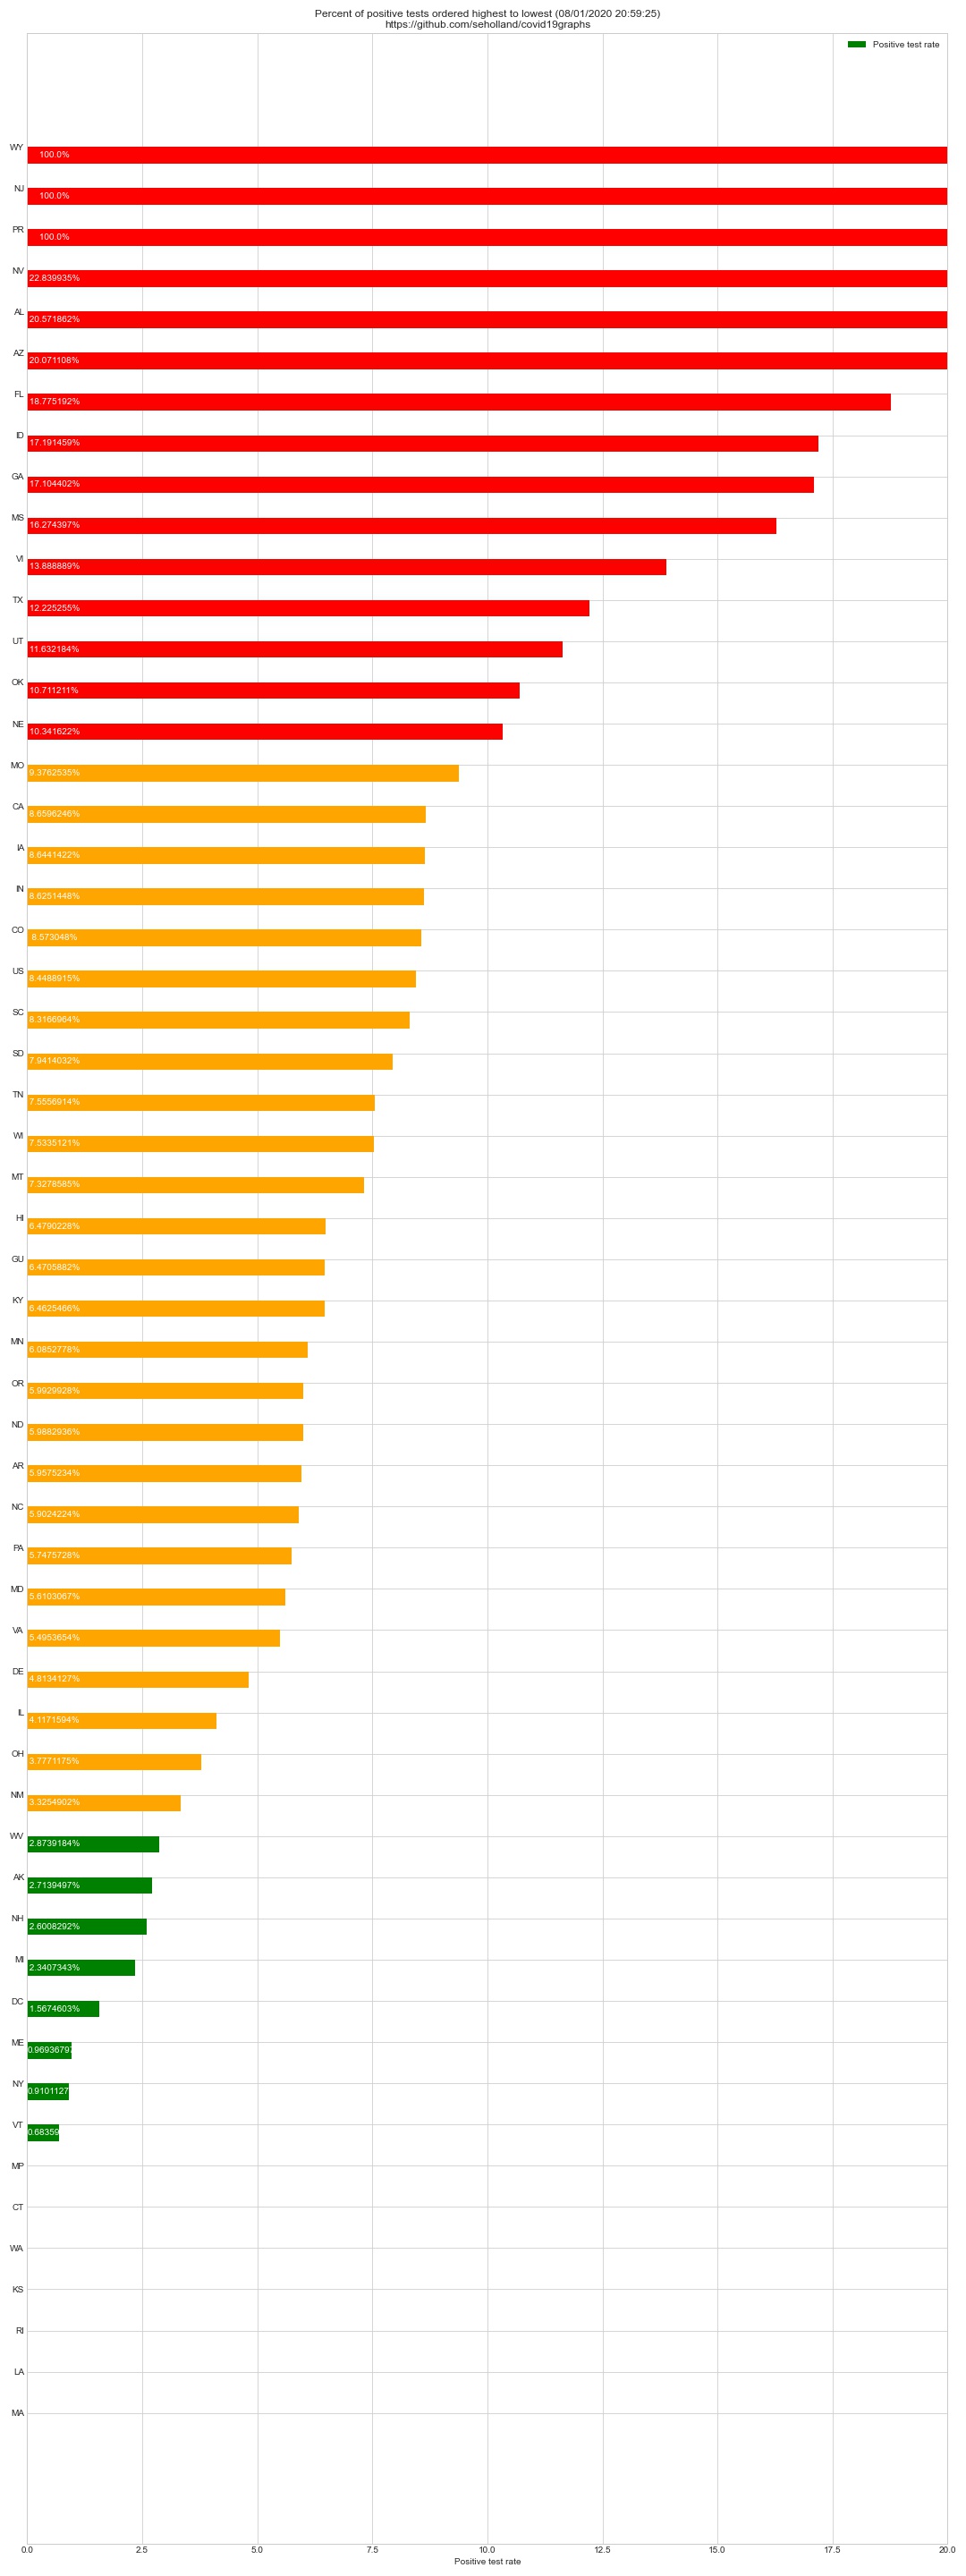 Percent of positive tests ordered highest to lowest (08/01/2020 20:59:25)
https://github.com/seholland/covid19graphs
Positive test rate
WY 100.0%
NJ 100.0%
PR 100.0%
NV 22.839935%
AL 20.571862%
AZ 20.071108%
FL 18.775192%
ID 17.191459%
GA 17.104402%
MS 16.274397%
VI 13.888889%
TX 12.225255%
UT 11.632184%
OK 10.711211%
NE 10.341622%
MO 9.3762535%
CA 8.6596246%
IA 8.6441422%
IN 8.6251448%
CO 8.573048%
US 8.4488915%
SC 8.3166964%
SD 7.9414032%
TN 7.5556914%
WI 7.5335121%
MT 7.3278585%
HI 6.4790228%
GU 6.4705882%
KY 6.4625466%
MN 6.0852778%
OR 5.9929928%
ND 5.9882936%
AR 5.9575234%
NC 5.9024224%
PA 5.7475728%
MD 5.6103067%
VA 5.4953654%
DE 4.8134127%
IL 4.1171594%
OH 3.7771175%
NM 3.3254902%
WV 2.8739184%
AK 2.7139497%
NH 2.6008292%
MI 2.3407343%
DC 1.5674603%
ME 0.9693679
NY 0.9101127
VT 0.68359
MP
CT
WA
KS
RI
LA
MA
0.0 2.5 5.0 7.5 10.0 12.5 15.0 17.5 20.0
Positive test rate